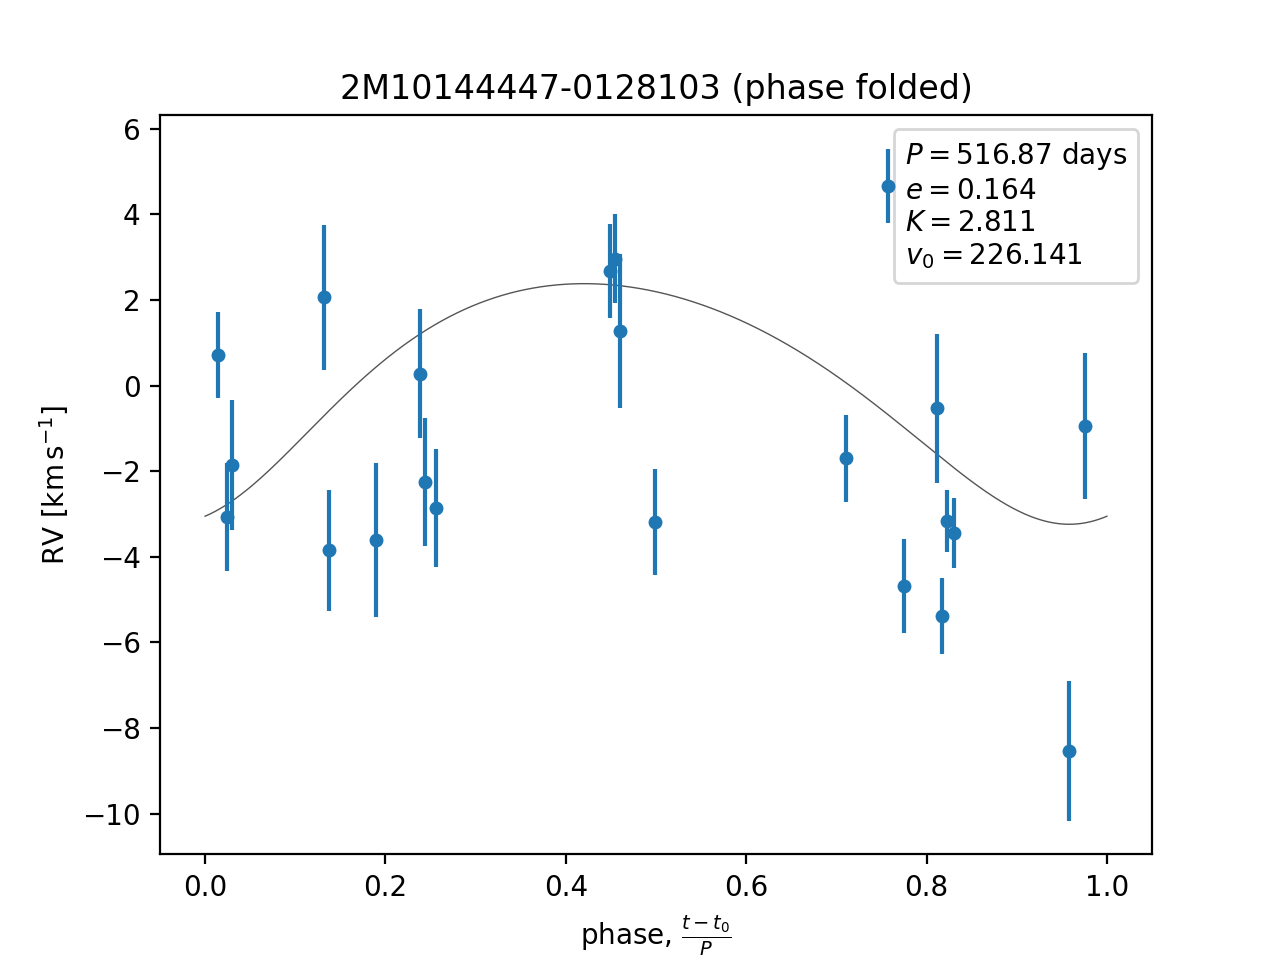 2M10144447-0128103 (phase folded)
P = 516.87 days
e = 0.164
K = 2.811
v₀ = 226.141
6
4
2
0
−2
−4
−6
−8
−10
RV [km s⁻¹]
0.0 0.2 0.4 0.6 0.8 1.0
phase, (t − t₀)/P